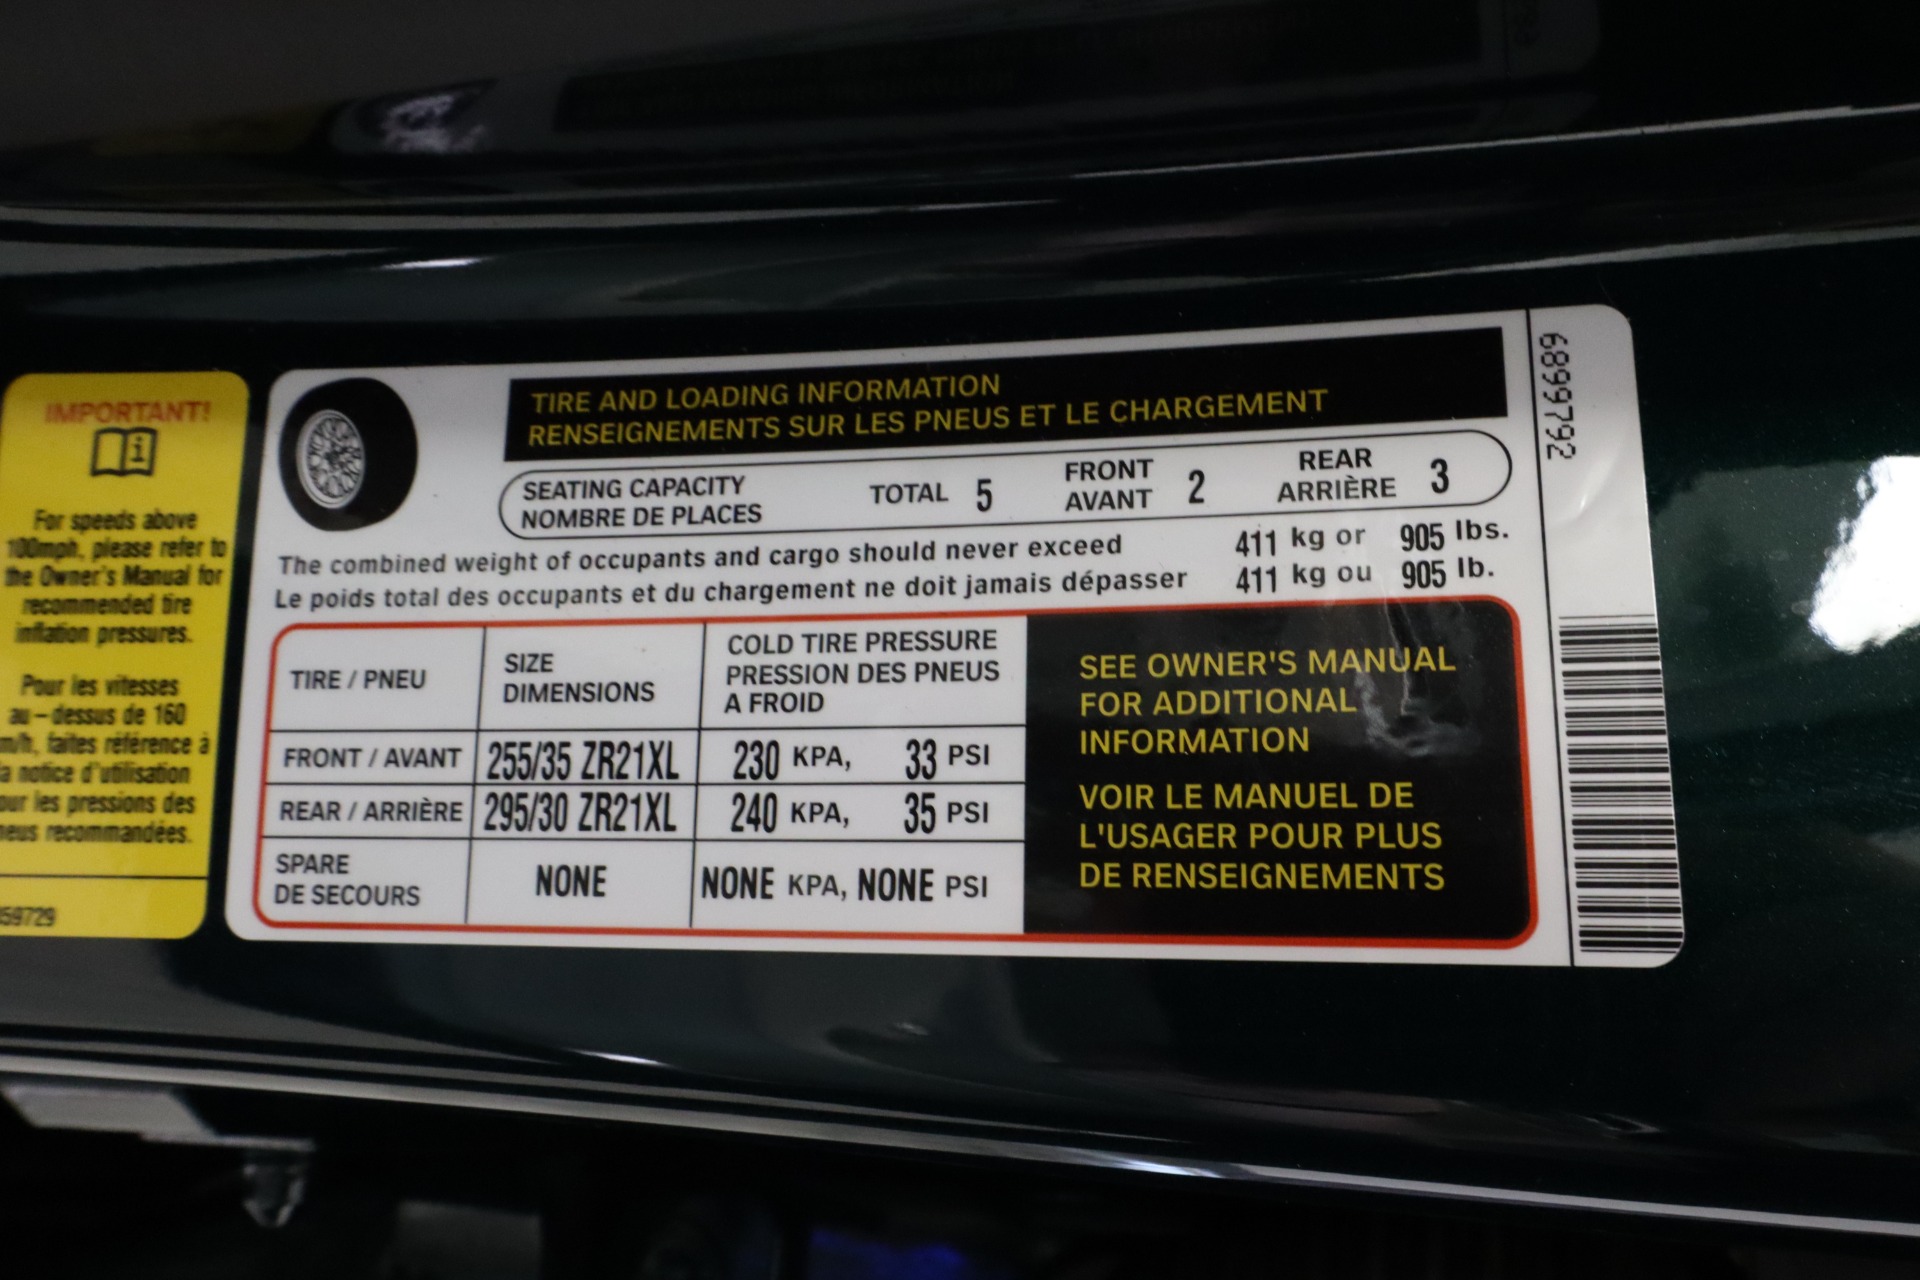 IMPORTANT!
i
For speeds above
100mph, please refer to
the Owner's Manual for
recommended tire
inflation pressures.
Pour les vitesses
au-dessus de 160
faites référence à
notice d'utilisation
les pressions des
recommandées.
59729
TIRE AND LOADING INFORMATION
RENSEIGNEMENTS SUR LES PNEUS ET LE CHARGEMENT
SEATING CAPACITY
NOMBRE DE PLACES
TOTAL 5
FRONT
AVANT 2
REAR
ARRIÈRE 3
The combined weight of occupants and cargo should never exceed 411 kg or 905 lbs.
Le poids total des occupants et du chargement ne doit jamais dépasser 411 kg ou 905 lb.
TIRE / PNEU
SIZE
DIMENSIONS
COLD TIRE PRESSURE
PRESSION DES PNEUS
A FROID
FRONT / AVANT 255/35 ZR21XL 230 KPA, 33 PSI
REAR / ARRIÈRE 295/30 ZR21XL 240 KPA, 35 PSI
SPARE
DE SECOURS
NONE NONE KPA, NONE PSI
SEE OWNER'S MANUAL
FOR ADDITIONAL
INFORMATION
VOIR LE MANUEL DE
L'USAGER POUR PLUS
DE RENSEIGNEMENTS
6899792